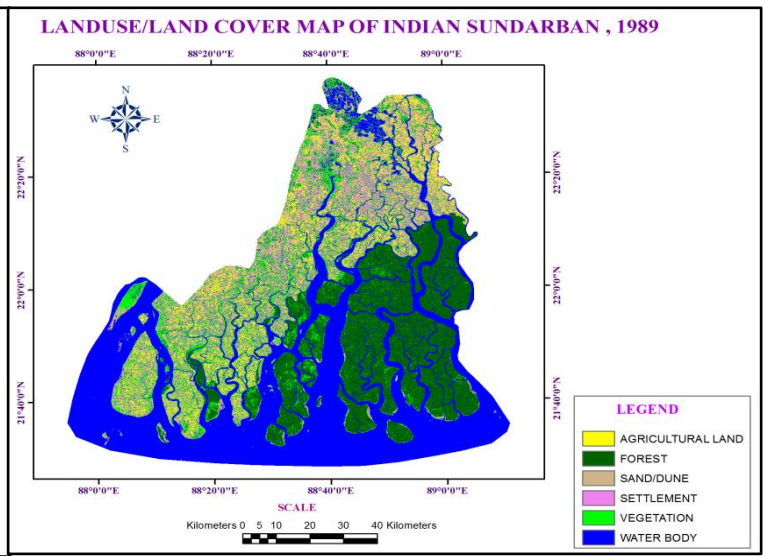 LANDUSE/LAND COVER MAP OF INDIAN SUNDARBAN , 1989
88°0'0"E 88°20'0"E 88°40'0"E 89°0'0"E
N
W E
S
22°20'0"N 22°20'0"N
22°0'0"N 22°0'0"N
21°40'0"N 21°40'0"N
88°0'0"E 88°20'0"E 88°40'0"E 89°0'0"E
SCALE
Kilometers 0 5 10 20 30 40 Kilometers
LEGEND
AGRICULTURAL LAND
FOREST
SAND/DUNE
SETTLEMENT
VEGETATION
WATER BODY